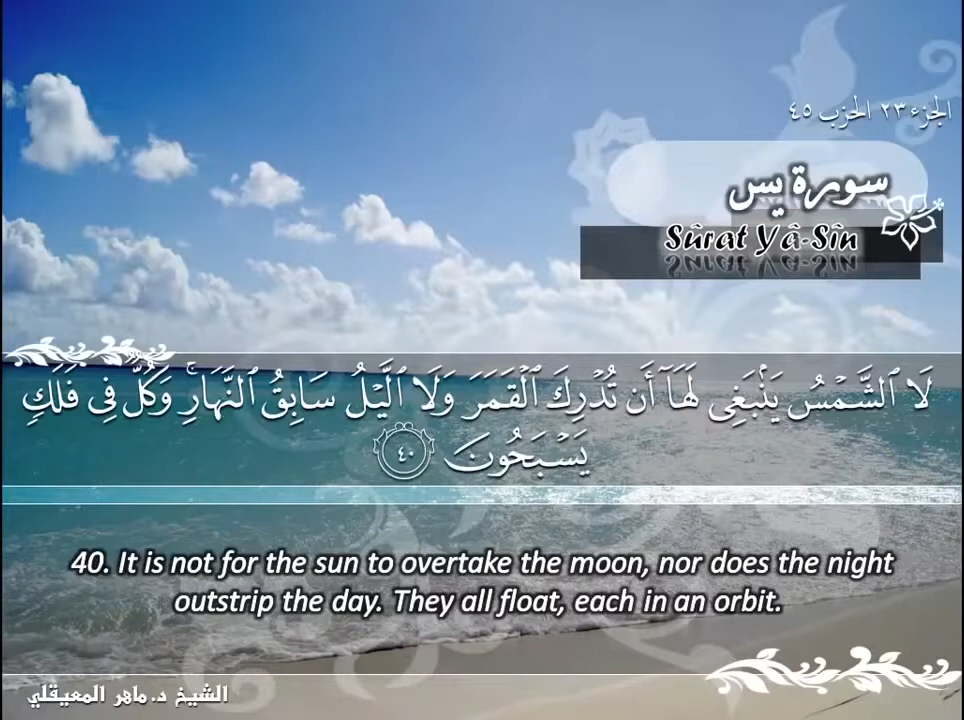 الجزء ٢٣ الحزب ٤٥
سورة يس
Sûrat Yâ-Sîn
لَا ٱلشَّمْسُ يَنۢبَغِى لَهَآ أَن تُدْرِكَ ٱلْقَمَرَ وَلَا ٱلَّيْلُ سَابِقُ ٱلنَّهَارِ ۚ وَكُلٌّ فِى فَلَكٍ
يَسْبَحُونَ ٤٠
40. It is not for the sun to overtake the moon, nor does the night
outstrip the day. They all float, each in an orbit.
الشيخ د. ماهر المعيقلي